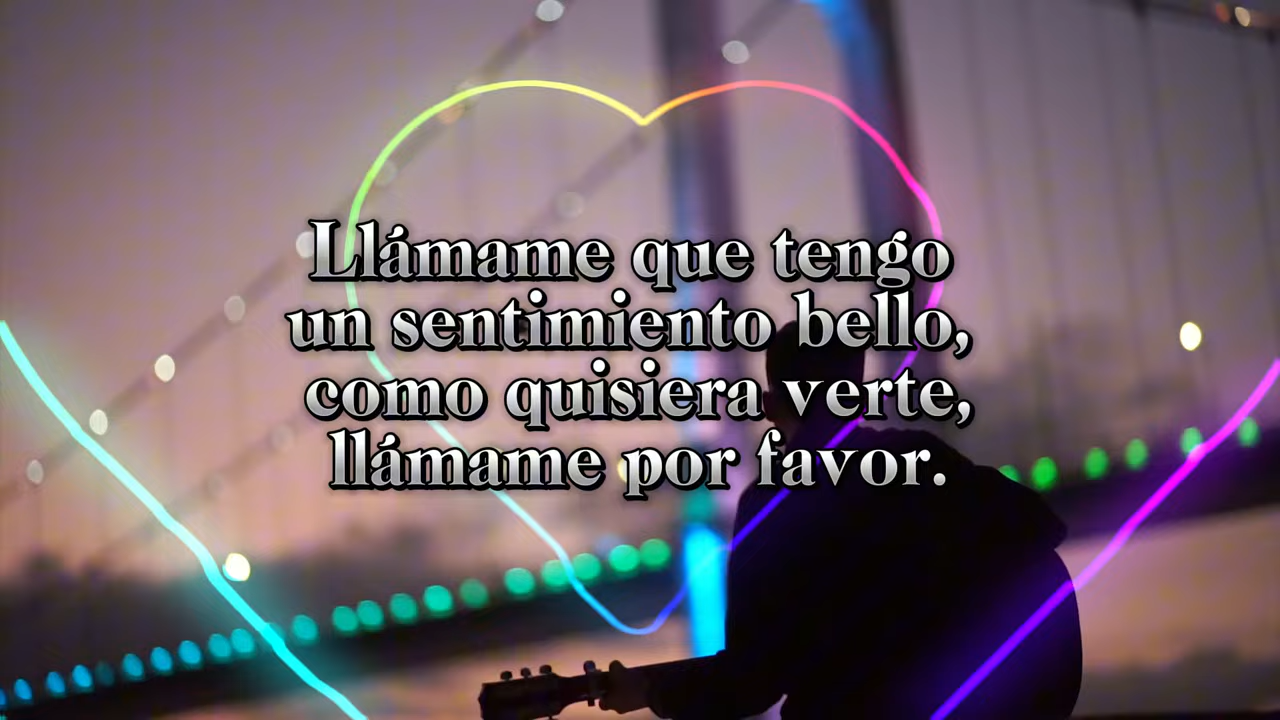 Llámame que tengo
un sentimiento bello,
como quisiera verte,
llámame por favor.